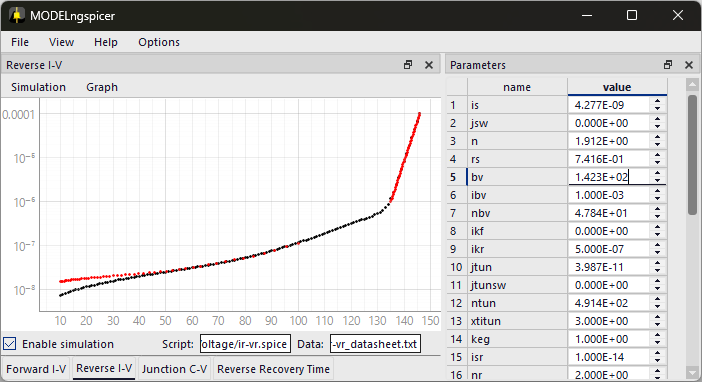 MODELngspicer
File View Help Options
Reverse I-V
Simulation Graph
0.0001
10⁻⁵
10⁻⁶
10⁻⁷
10⁻⁸
10 20 30 40 50 60 70 80 90 100 110 120 130 140 150
Enable simulation Script: oltage/ir-vr.spice Data: r-vr_datasheet.txt
Forward I-V Reverse I-V Junction C-V Reverse Recovery Time
Parameters
name value
1 is 4.277E-09
2 jsw 0.000E+00
3 n 1.912E+00
4 rs 7.416E-01
5 bv 1.423E+02
6 ibv 1.000E-03
7 nbv 4.784E+01
8 ikf 0.000E+00
9 ikr 5.000E-07
10 jtun 3.987E-11
11 jtunsw 0.000E+00
12 ntun 4.914E+02
13 xtitun 3.000E+00
14 keg 1.000E+00
15 isr 1.000E-14
16 nr 2.000E+00